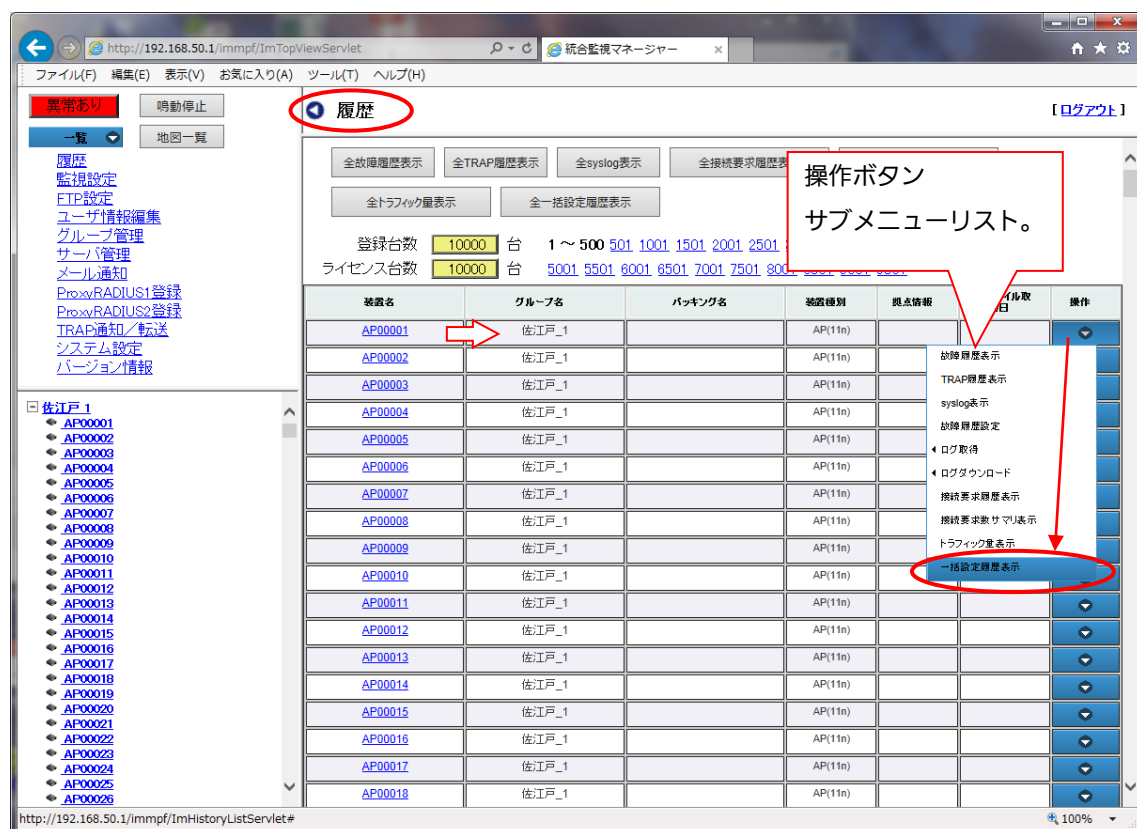 http://192.168.50.1/immpf/ImTopViewServlet
統合監視マネージャー
ファイル(F) 編集(E) 表示(V) お気に入り(A) ツール(T) ヘルプ(H)
異常あり 鳴動停止
一覧 地図一覧
履歴
監視設定
FTP設定
ユーザ情報編集
グループ管理
サーバ管理
メール通知
ProxyRADIUS1登録
ProxyRADIUS2登録
TRAP通知／転送
システム設定
バージョン情報
佐江戸 1
AP00001
AP00002
AP00003
AP00004
AP00005
AP00006
AP00007
AP00008
AP00009
AP00010
AP00011
AP00012
AP00013
AP00014
AP00015
AP00016
AP00017
AP00018
AP00019
AP00020
AP00021
AP00022
AP00023
AP00024
AP00025
AP00026
履歴
[ログアウト]
全故障履歴表示 全TRAP履歴表示 全syslog表示 全接続要求履歴表
全トラフィック量表示 全一括設定履歴表示
操作ボタン
サブメニューリスト。
登録台数 10000 台 1 ～ 500 501 1001 1501 2001 2501
ライセンス台数 10000 台 5001 5501 6001 6501 7001 7501
装置名 グループ名 バッキング名 装置種別 拠点情報 操作
AP00001 佐江戸_1 AP(11n)
AP00002 佐江戸_1 AP(11n)
AP00003 佐江戸_1 AP(11n)
AP00004 佐江戸_1 AP(11n)
AP00005 佐江戸_1 AP(11n)
AP00006 佐江戸_1 AP(11n)
AP00007 佐江戸_1 AP(11n)
AP00008 佐江戸_1 AP(11n)
AP00009 佐江戸_1 AP(11n)
AP00010 佐江戸_1 AP(11n)
AP00011 佐江戸_1 AP(11n)
AP00012 佐江戸_1 AP(11n)
AP00013 佐江戸_1 AP(11n)
AP00014 佐江戸_1 AP(11n)
AP00015 佐江戸_1 AP(11n)
AP00016 佐江戸_1 AP(11n)
AP00017 佐江戸_1 AP(11n)
AP00018 佐江戸_1 AP(11n)
故障履歴表示
TRAP履歴表示
syslog表示
故障履歴設定
ログ取得
ログダウンロード
接続要求履歴表示
接続要求数サマリ表示
トラフィック量表示
一括設定履歴表示
http://192.168.50.1/immpf/ImHistoryListServlet#
100%